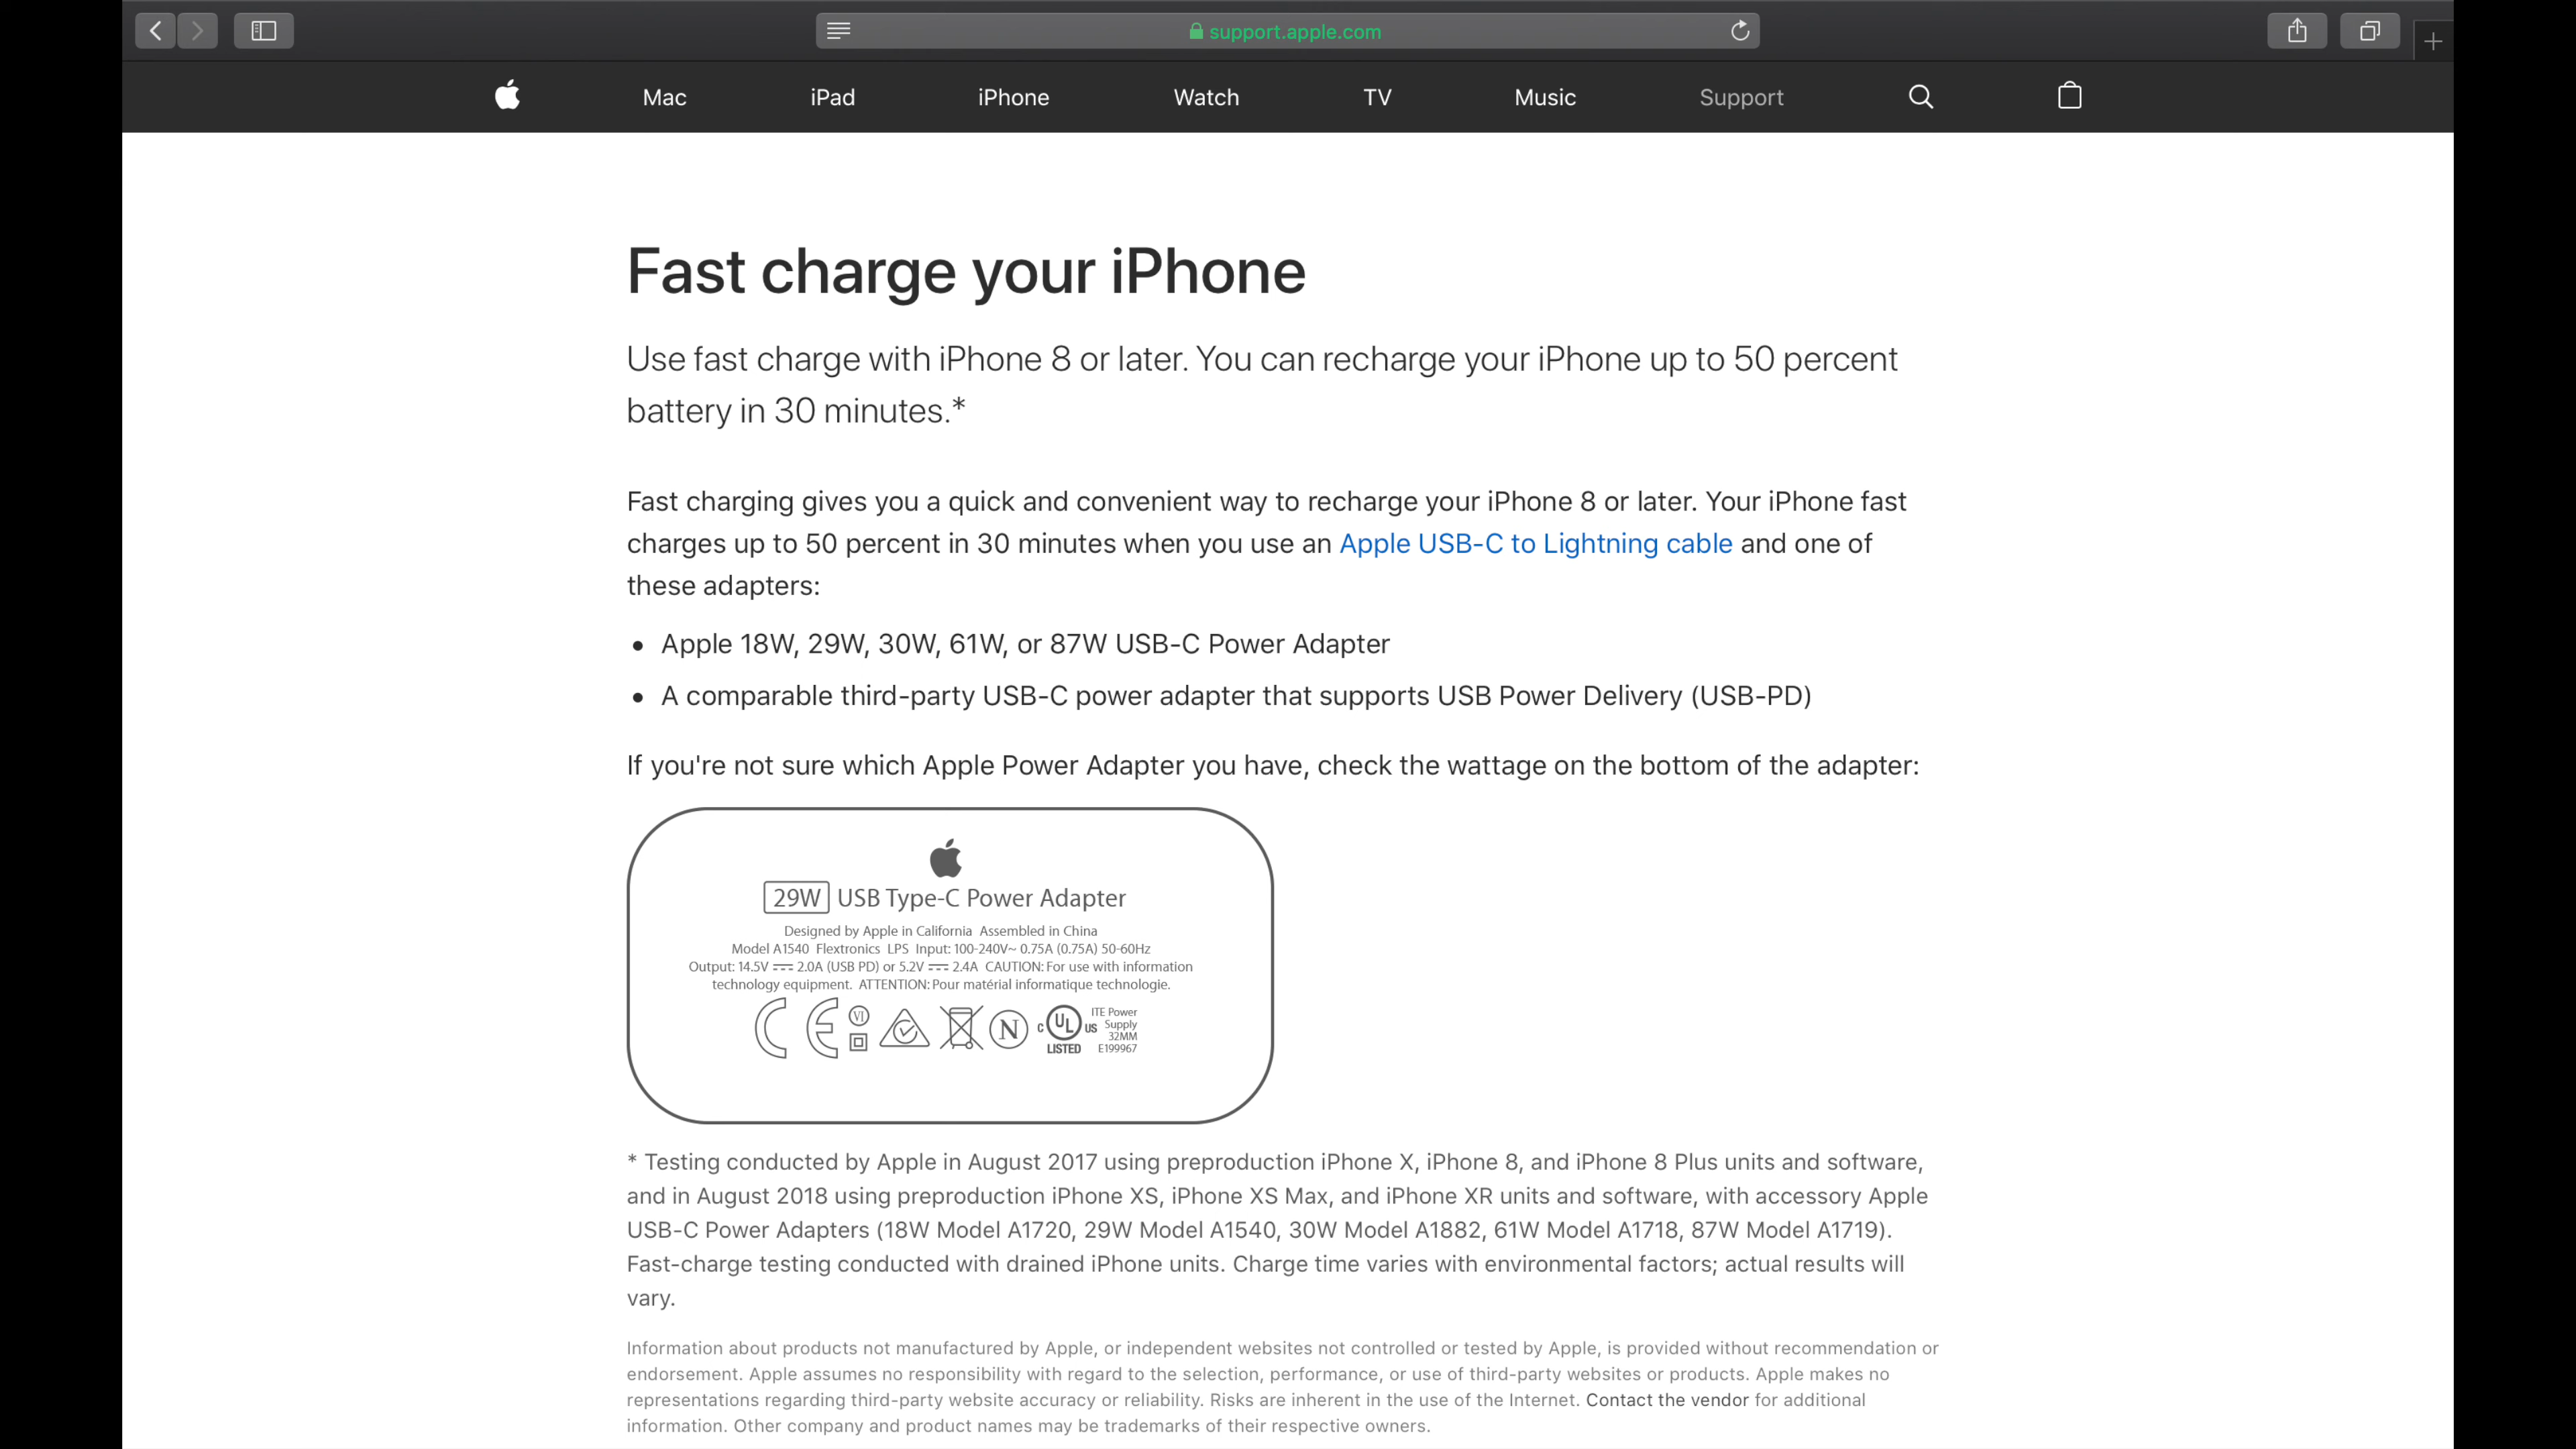 support.apple.com
Mac iPad iPhone Watch TV Music Support
Fast charge your iPhone
Use fast charge with iPhone 8 or later. You can recharge your iPhone up to 50 percent
battery in 30 minutes.*
Fast charging gives you a quick and convenient way to recharge your iPhone 8 or later. Your iPhone fast
charges up to 50 percent in 30 minutes when you use an Apple USB-C to Lightning cable and one of
these adapters:
• Apple 18W, 29W, 30W, 61W, or 87W USB-C Power Adapter
• A comparable third-party USB-C power adapter that supports USB Power Delivery (USB-PD)
If you're not sure which Apple Power Adapter you have, check the wattage on the bottom of the adapter:
29W USB Type-C Power Adapter
Designed by Apple in California Assembled in China
Model A1540 Flextronics LPS Input: 100-240V~ 0.75A (0.75A) 50-60Hz
Output: 14.5V ⎓ 2.0A (USB PD) or 5.2V ⎓ 2.4A CAUTION: For use with information
technology equipment. ATTENTION: Pour matérial informatique technologie.
CE VI N C UL US LISTED
ITE Power
Supply
32MM
E199967
* Testing conducted by Apple in August 2017 using preproduction iPhone X, iPhone 8, and iPhone 8 Plus units and software,
and in August 2018 using preproduction iPhone XS, iPhone XS Max, and iPhone XR units and software, with accessory Apple
USB-C Power Adapters (18W Model A1720, 29W Model A1540, 30W Model A1882, 61W Model A1718, 87W Model A1719).
Fast-charge testing conducted with drained iPhone units. Charge time varies with environmental factors; actual results will
vary.
Information about products not manufactured by Apple, or independent websites not controlled or tested by Apple, is provided without recommendation or
endorsement. Apple assumes no responsibility with regard to the selection, performance, or use of third-party websites or products. Apple makes no
representations regarding third-party website accuracy or reliability. Risks are inherent in the use of the Internet. Contact the vendor for additional
information. Other company and product names may be trademarks of their respective owners.